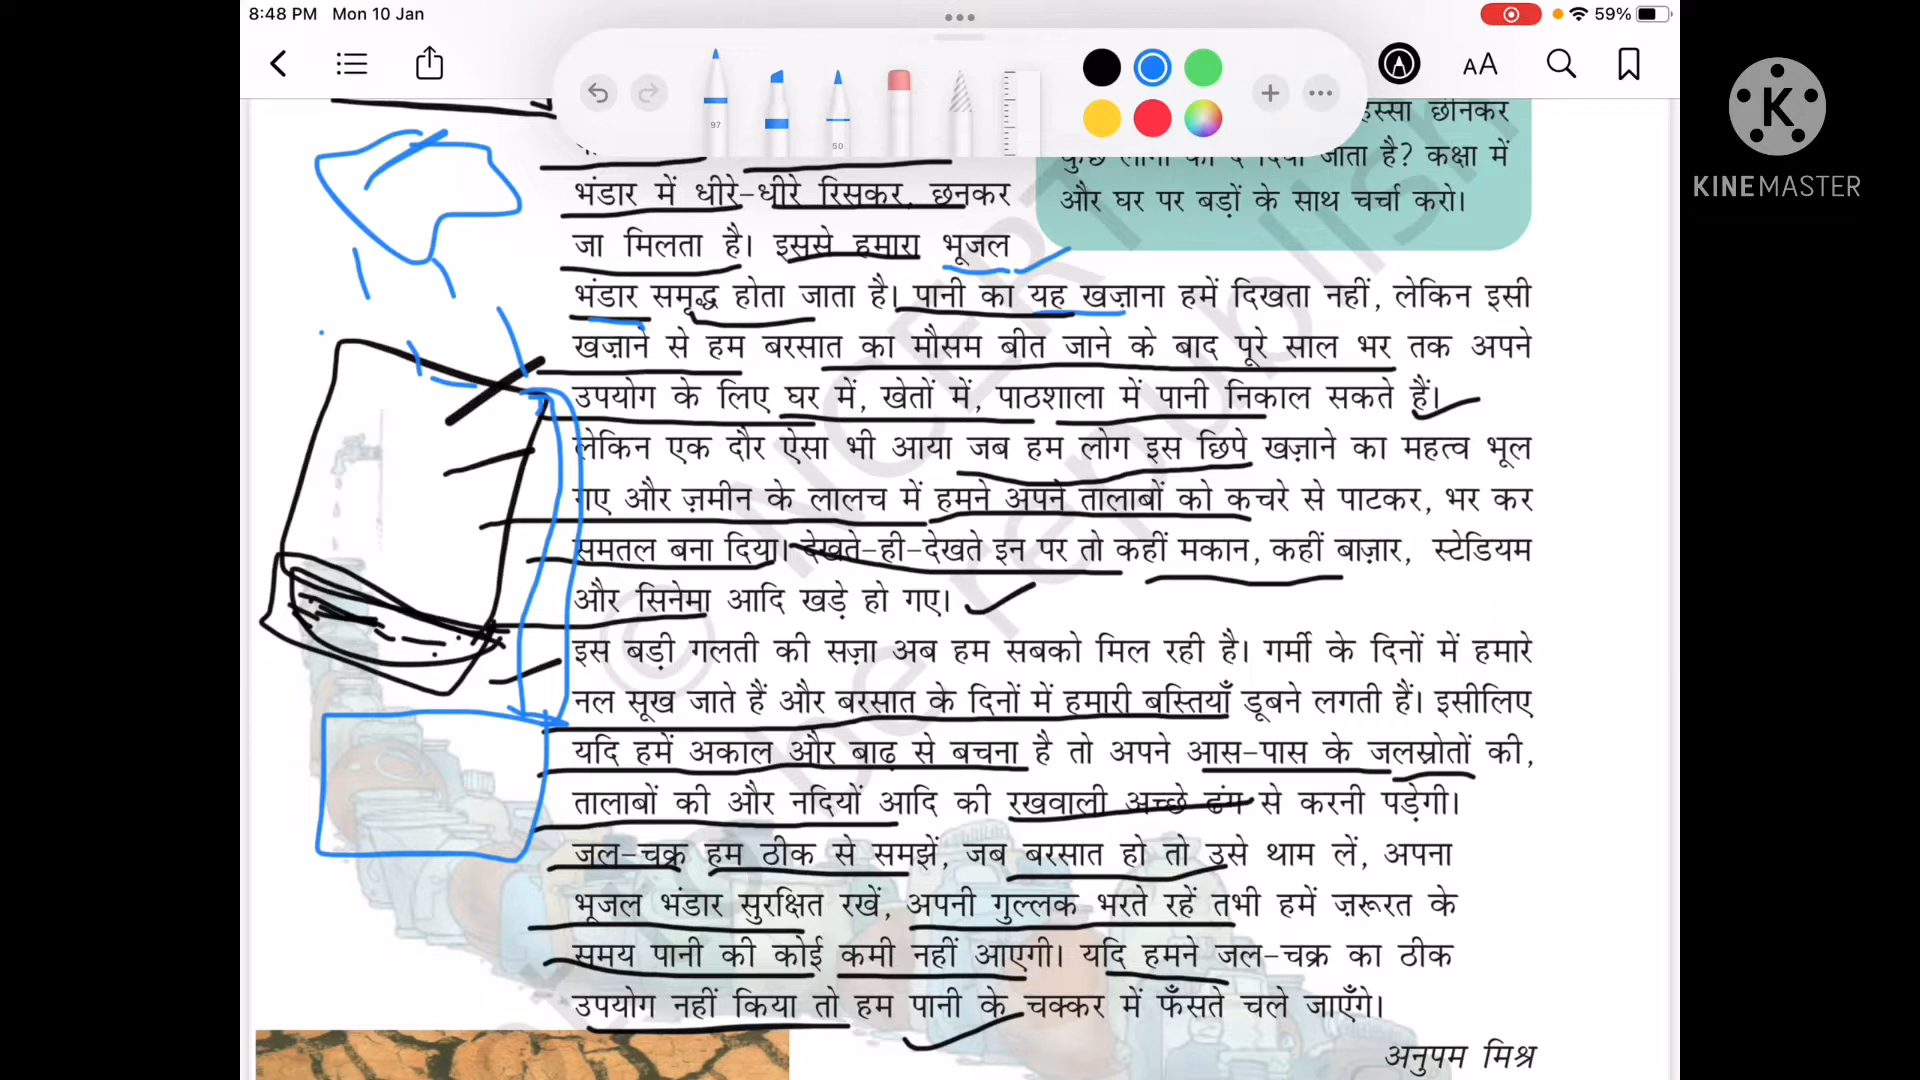 8:48 PM Mon 10 Jan
59%
AA
97
50
K
KINEMASTER
हिस्सा छीनकर
कुछ लोगों को दे दिया जाता है? कक्षा में
और घर पर बड़ों के साथ चर्चा करो।
भंडार में धीरे-धीरे रिसकर, छनकर
जा मिलता है। इससे हमारा भूजल
भंडार समृद्ध होता जाता है। पानी का यह खज़ाना हमें दिखता नहीं, लेकिन इसी
खज़ाने से हम बरसात का मौसम बीत जाने के बाद पूरे साल भर तक अपने
उपयोग के लिए घर में, खेतों में, पाठशाला में पानी निकाल सकते हैं।
लेकिन एक दौर ऐसा भी आया जब हम लोग इस छिपे खज़ाने का महत्व भूल
गए और ज़मीन के लालच में हमने अपने तालाबों को कचरे से पाटकर, भर कर
समतल बना दिया। देखते-ही-देखते इन पर तो कहीं मकान, कहीं बाज़ार, स्टेडियम
और सिनेमा आदि खड़े हो गए।
इस बड़ी गलती की सज़ा अब हम सबको मिल रही है। गर्मी के दिनों में हमारे
नल सूख जाते हैं और बरसात के दिनों में हमारी बस्तियाँ डूबने लगती हैं। इसीलिए
यदि हमें अकाल और बाढ़ से बचना है तो अपने आस-पास के जलस्रोतों की,
तालाबों की और नदियों आदि की रखवाली अच्छे ढंग से करनी पड़ेगी।
जल-चक्र हम ठीक से समझें, जब बरसात हो तो उसे थाम लें, अपना
भूजल भंडार सुरक्षित रखें, अपनी गुल्लक भरते रहें तभी हमें ज़रूरत के
समय पानी की कोई कमी नहीं आएगी। यदि हमने जल-चक्र का ठीक
उपयोग नहीं किया तो हम पानी के चक्कर में फँसते चले जाएँगे।
अनुपम मिश्र
© NCERT
be republish